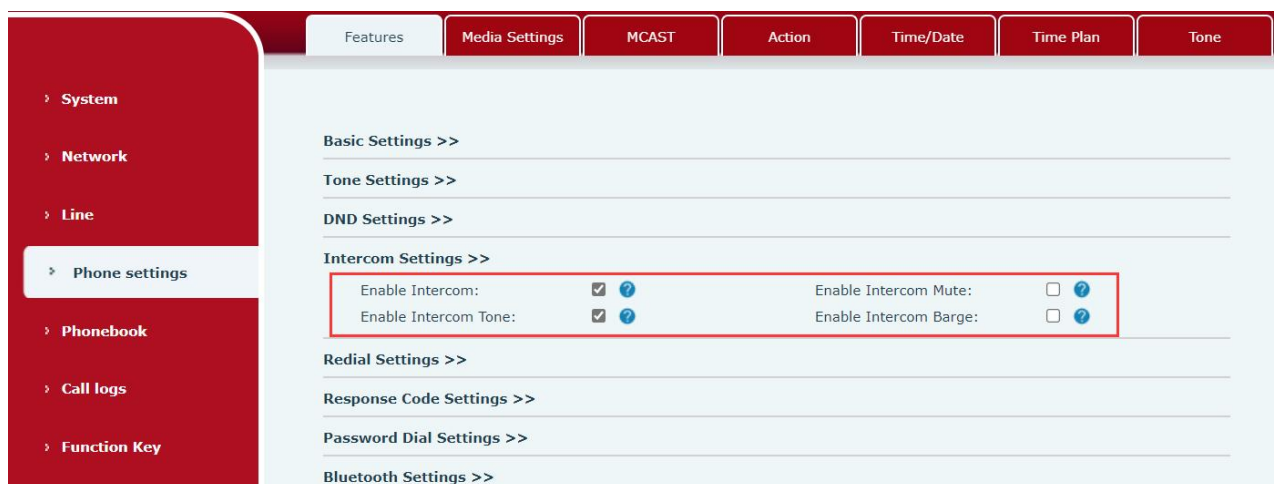 Features Media Settings MCAST Action Time/Date Time Plan Tone
› System
› Network
› Line
› Phone settings
› Phonebook
› Call logs
› Function Key
Basic Settings >>
Tone Settings >>
DND Settings >>
Intercom Settings >>
Enable Intercom: ? Enable Intercom Mute: ?
Enable Intercom Tone: ? Enable Intercom Barge: ?
Redial Settings >>
Response Code Settings >>
Password Dial Settings >>
Bluetooth Settings >>